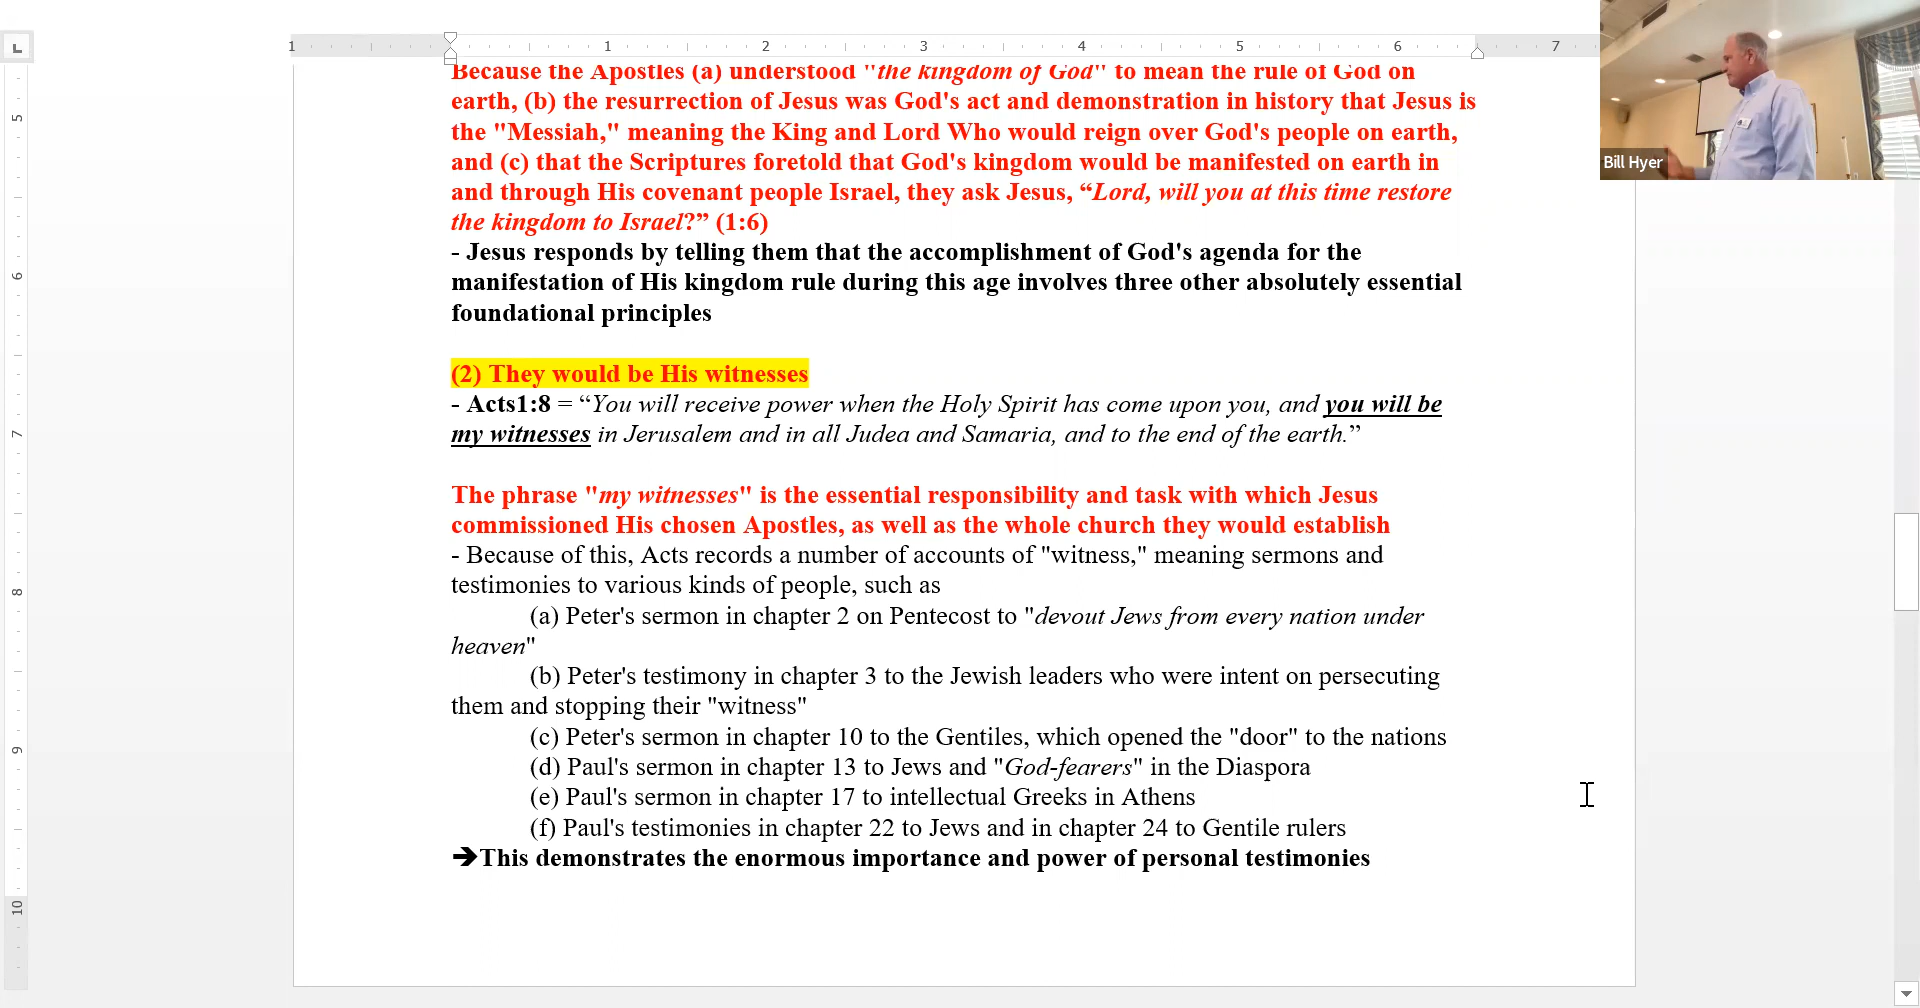 1 1 2 3 4 5 6 7
Because the Apostles (a) understood "the kingdom of God" to mean the rule of God on
earth, (b) the resurrection of Jesus was God's act and demonstration in history that Jesus is
the "Messiah," meaning the King and Lord Who would reign over God's people on earth,
and (c) that the Scriptures foretold that God's kingdom would be manifested on earth in
and through His covenant people Israel, they ask Jesus, “Lord, will you at this time restore
the kingdom to Israel?” (1:6)
- Jesus responds by telling them that the accomplishment of God's agenda for the
manifestation of His kingdom rule during this age involves three other absolutely essential
foundational principles
(2) They would be His witnesses
- Acts1:8 = “You will receive power when the Holy Spirit has come upon you, and you will be
my witnesses in Jerusalem and in all Judea and Samaria, and to the end of the earth.”
The phrase "my witnesses" is the essential responsibility and task with which Jesus
commissioned His chosen Apostles, as well as the whole church they would establish
- Because of this, Acts records a number of accounts of "witness," meaning sermons and
testimonies to various kinds of people, such as
(a) Peter's sermon in chapter 2 on Pentecost to "devout Jews from every nation under
heaven"
(b) Peter's testimony in chapter 3 to the Jewish leaders who were intent on persecuting
them and stopping their "witness"
(c) Peter's sermon in chapter 10 to the Gentiles, which opened the "door" to the nations
(d) Paul's sermon in chapter 13 to Jews and "God-fearers" in the Diaspora
(e) Paul's sermon in chapter 17 to intellectual Greeks in Athens
(f) Paul's testimonies in chapter 22 to Jews and in chapter 24 to Gentile rulers
➔This demonstrates the enormous importance and power of personal testimonies
5
6
7
8
9
10
Bill Hyer